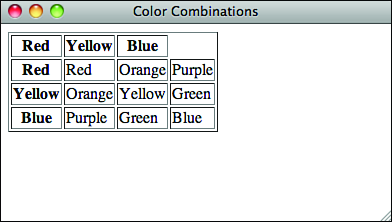 Color Combinations
Red Yellow Blue
Red Red Orange Purple
Yellow Orange Yellow Green
Blue Purple Green Blue